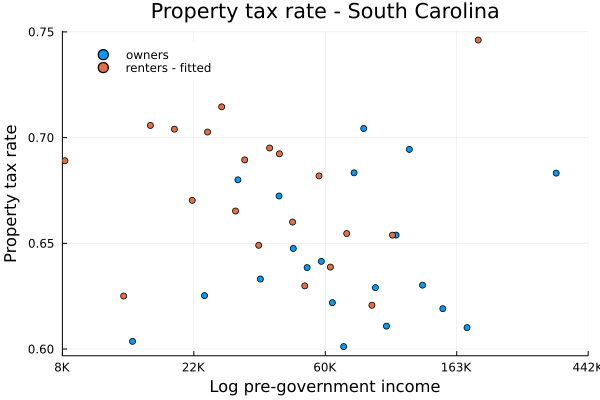 Property tax rate - South Carolina
owners
renters - fitted
0.75
0.70
0.65
0.60
Property tax rate
8K 22K 60K 163K 442K
Log pre-government income